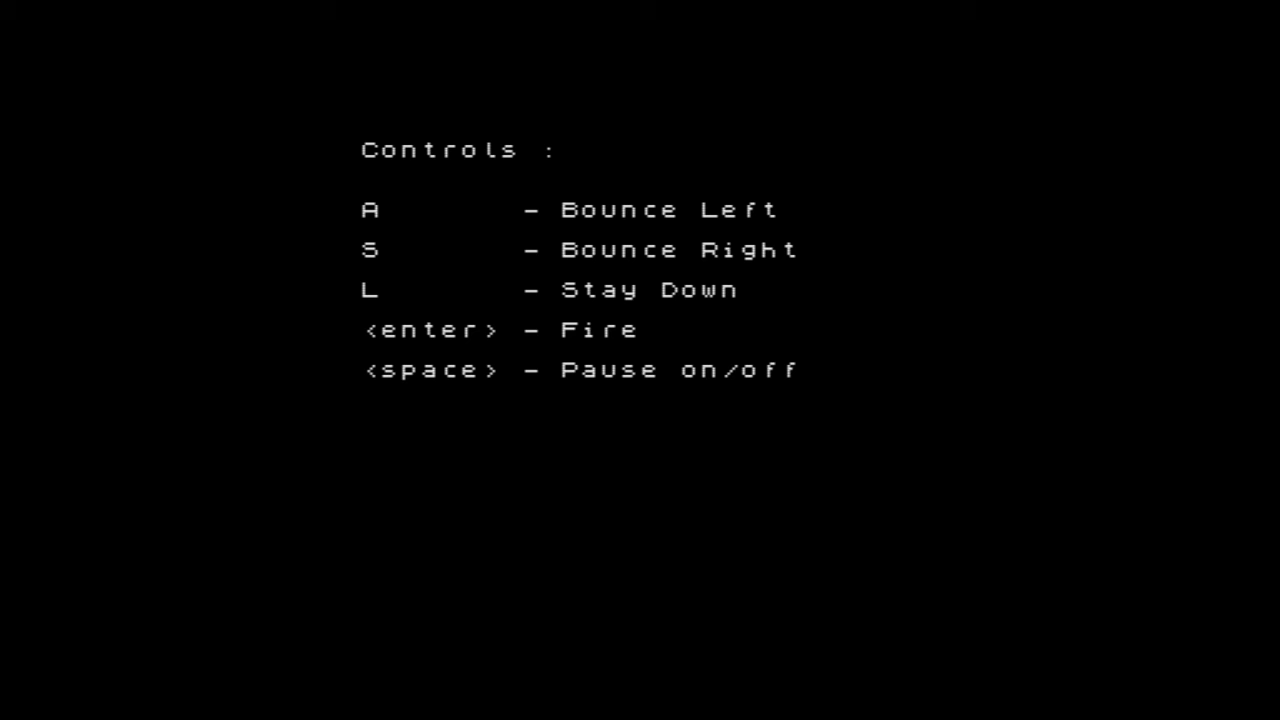 Controls :
A - Bounce Left
S - Bounce Right
L - Stay Down
<enter> - Fire
<space> - Pause on/off